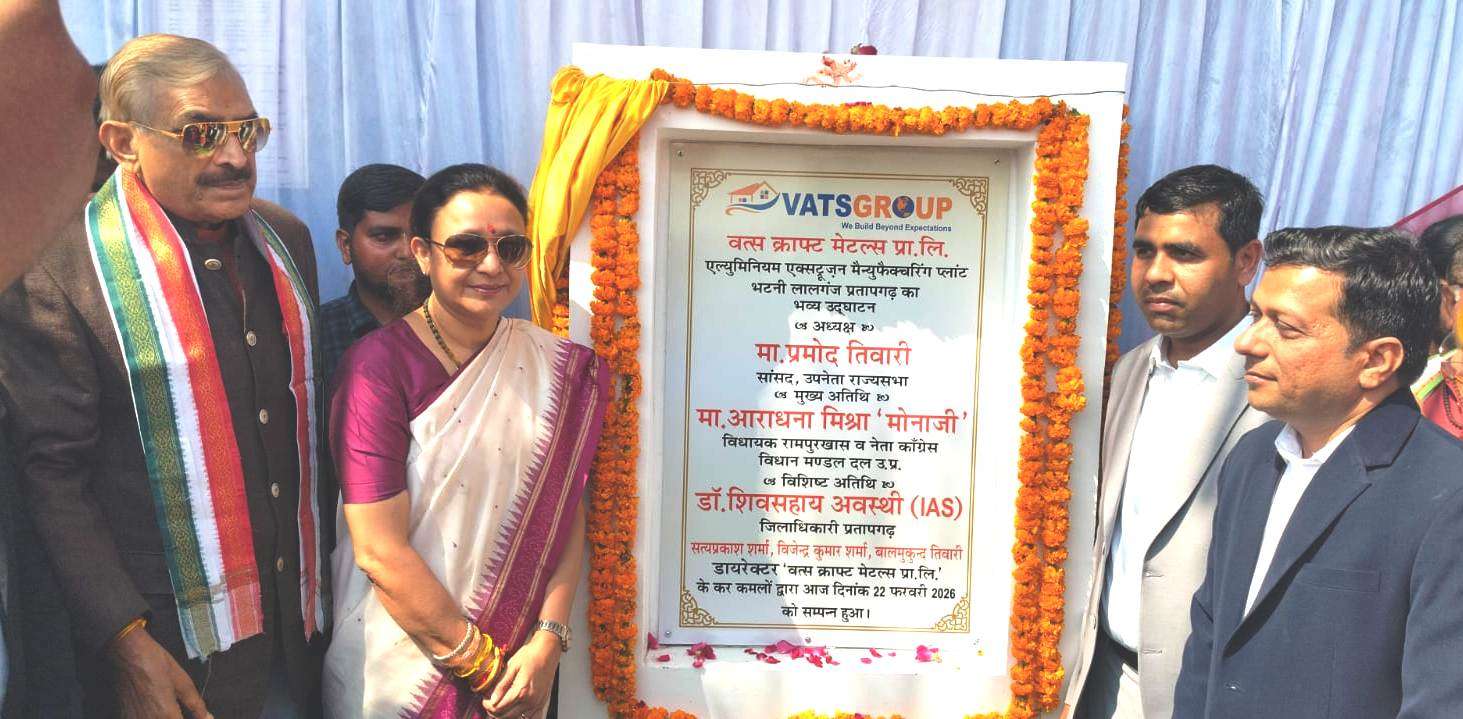 VATSGROUP
We Build Beyond Expectations
वत्स क्राफ्ट मेटल्स प्रा.लि.
एल्युमिनियम एक्सट्रूज़न मैन्युफैक्चरिंग प्लांट
भटनी लालगंज प्रतापगढ़ का
भव्य उद्घाटन
अध्यक्ष
मा.प्रमोद तिवारी
सांसद, उपनेता राज्यसभा
मुख्य अतिथि
मा.आराधना मिश्रा ‘मोनाजी’
विधायक रामपुरखास व नेता काँग्रेस
विधान मण्डल दल उ.प्र.
विशिष्ट अतिथि
डॉ.शिवसहाय अवस्थी (IAS)
जिलाधिकारी प्रतापगढ़
सत्यप्रकाश शर्मा, विजेन्द्र कुमार शर्मा, बालमुकुन्द तिवारी
डायरेक्टर ‘वत्स क्राफ्ट मेटल्स प्रा.लि.’
के कर कमलों द्वारा आज दिनांक 22 फरवरी 2026
को सम्पन्न हुआ।